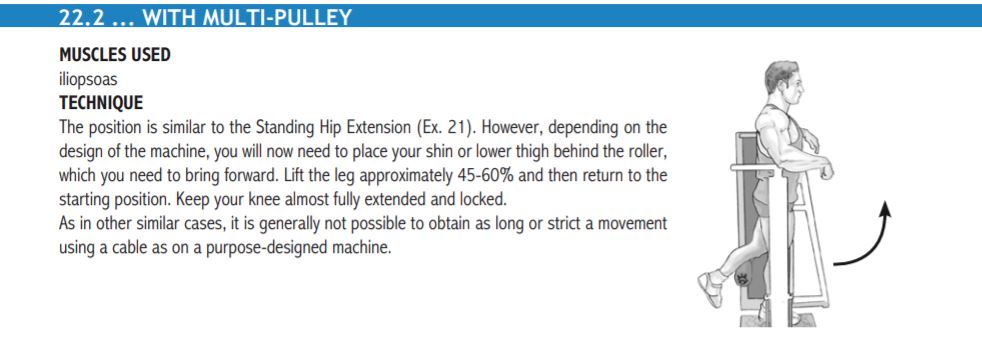 22.2 ... WITH MULTI-PULLEY
MUSCLES USED
iliopsoas
TECHNIQUE
The position is similar to the Standing Hip Extension (Ex. 21). However, depending on the
design of the machine, you will now need to place your shin or lower thigh behind the roller,
which you need to bring forward. Lift the leg approximately 45-60% and then return to the
starting position. Keep your knee almost fully extended and locked.
As in other similar cases, it is generally not possible to obtain as long or strict a movement
using a cable as on a purpose-designed machine.